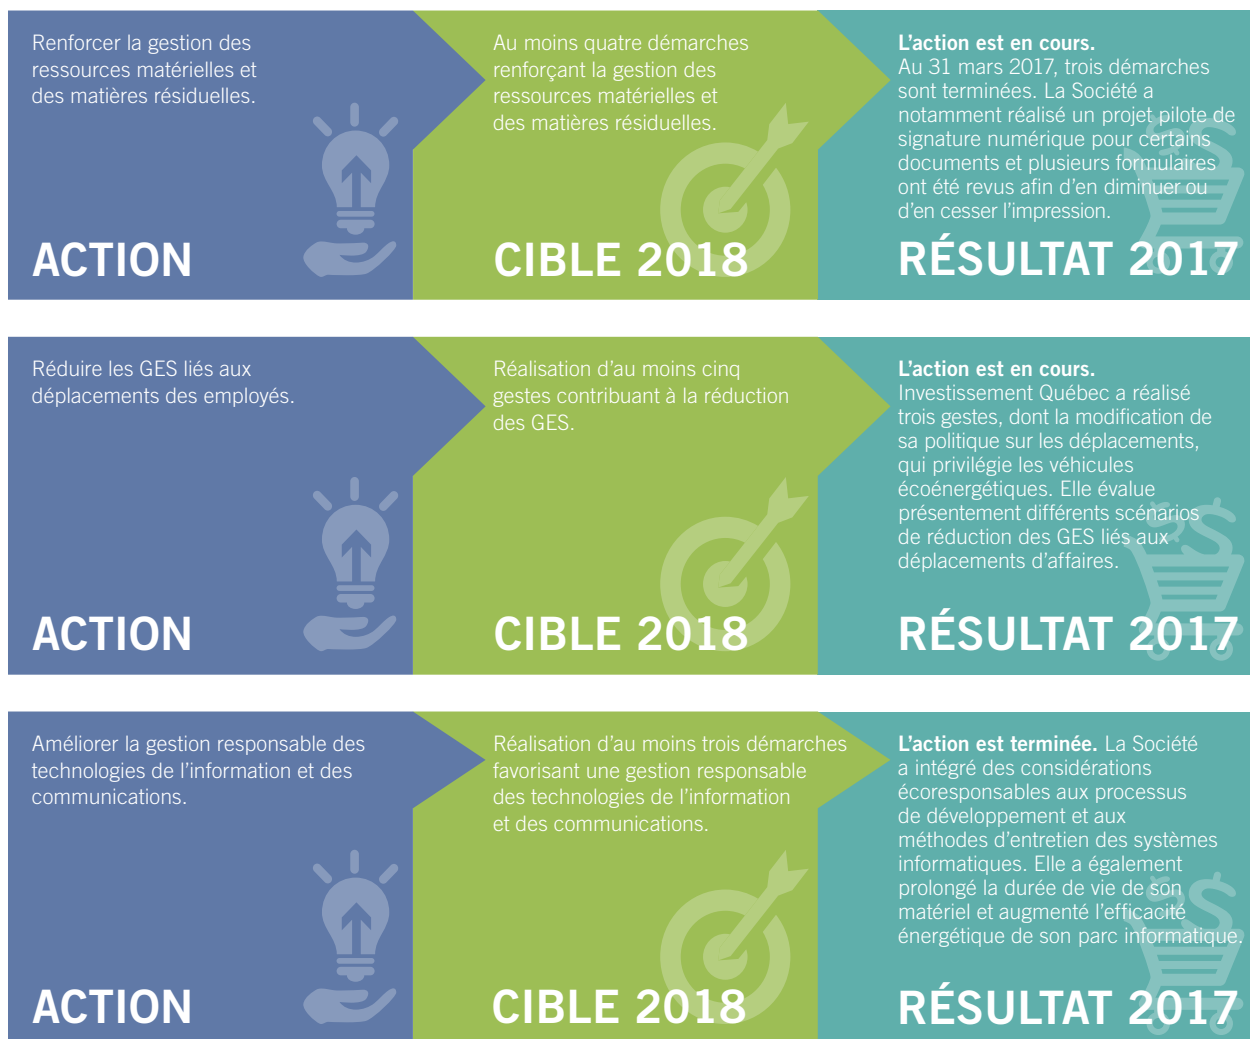 Renforcer la gestion des
ressources matérielles et
des matières résiduelles.
ACTION
Au moins quatre démarches
renforçant la gestion des
ressources matérielles et
des matières résiduelles.
CIBLE 2018
L’action est en cours.
Au 31 mars 2017, trois démarches
sont terminées. La Société a
notamment réalisé un projet pilote de
signature numérique pour certains
documents et plusieurs formulaires
ont été revus afin d’en diminuer ou
d’en cesser l’impression.
RÉSULTAT 2017
Réduire les GES liés aux
déplacements des employés.
ACTION
Réalisation d’au moins cinq
gestes contribuant à la réduction
des GES.
CIBLE 2018
L’action est en cours.
Investissement Québec a réalisé
trois gestes, dont la modification de
sa politique sur les déplacements,
qui privilégie les véhicules
écoénergétiques. Elle évalue
présentement différents scénarios
de réduction des GES liés aux
déplacements d’affaires.
RÉSULTAT 2017
Améliorer la gestion responsable des
technologies de l’information et des
communications.
ACTION
Réalisation d’au moins trois démarches
favorisant une gestion responsable
des technologies de l’information
et des communications.
CIBLE 2018
L’action est terminée. La Société
a intégré des considérations
écoresponsables aux processus
de développement et aux
méthodes d’entretien des systèmes
informatiques. Elle a également
prolongé la durée de vie de son
matériel et augmenté l’efficacité
énergétique de son parc informatique.
RÉSULTAT 2017